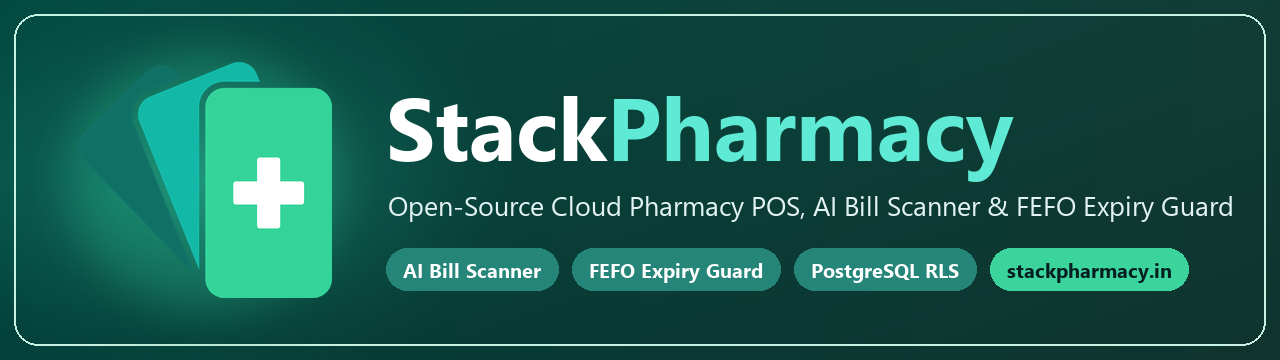 StackPharmacy
Open-Source Cloud Pharmacy POS, AI Bill Scanner & FEFO Expiry Guard
AI Bill Scanner
FEFO Expiry Guard
PostgreSQL RLS
stackpharmacy.in